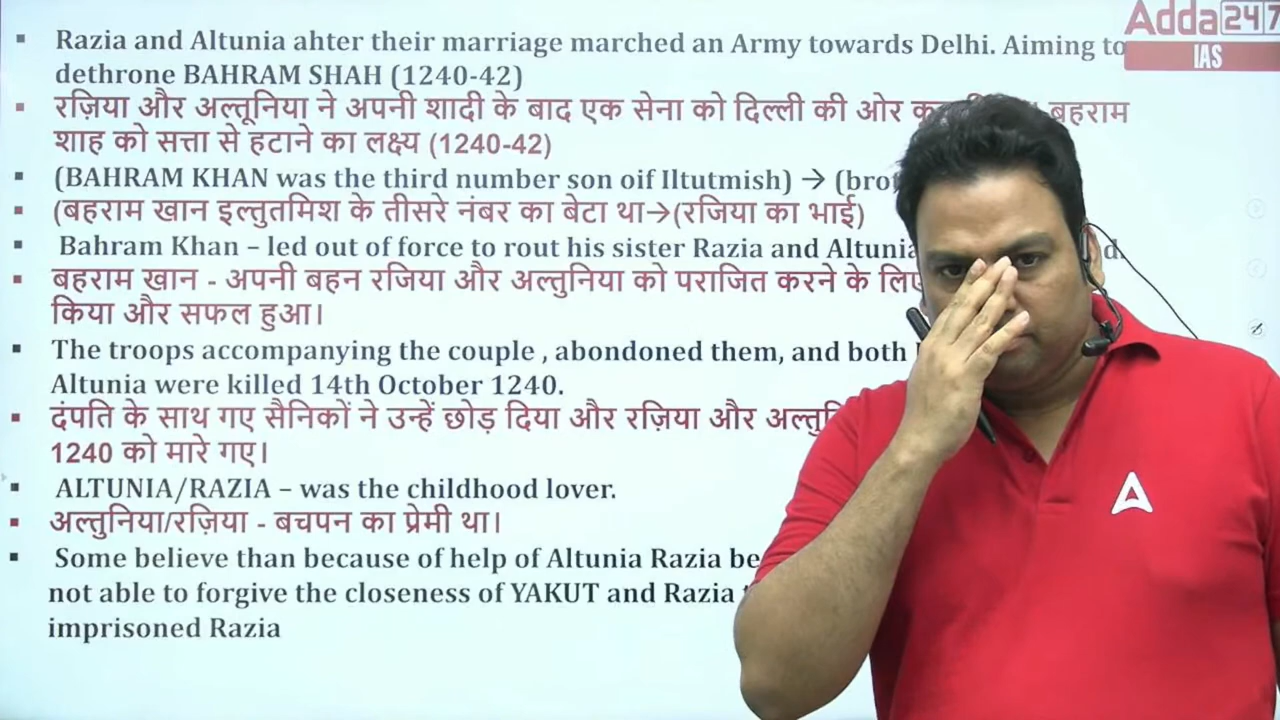 Adda 247
IAS
▪ Razia and Altunia ahter their marriage marched an Army towards Delhi. Aiming to
dethrone BAHRAM SHAH (1240-42)
▪ रज़िया और अल्तूनिया ने अपनी शादी के बाद एक सेना को दिल्ली की ओर बहराम
शाह को सत्ता से हटाने का लक्ष्य (1240-42)
▪ (BAHRAM KHAN was the third number son oif Iltutmish) → (bro
▪ (बहराम खान इल्तुतमिश के तीसरे नंबर का बेटा था→(रजिया का भाई)
▪ Bahram Khan – led out of force to rout his sister Razia and Altunia
▪ बहराम खान - अपनी बहन रजिया और अल्तुनिया को पराजित करने के लिए
किया और सफल हुआ।
▪ The troops accompanying the couple , abondoned them, and both
Altunia were killed 14th October 1240.
▪ दंपति के साथ गए सैनिकों ने उन्हें छोड़ दिया और रज़िया और
1240 को मारे गए।
▪ ALTUNIA/RAZIA – was the childhood lover.
▪ अल्तुनिया/रज़िया - बचपन का प्रेमी था।
▪ Some believe than because of help of Altunia Razia be
not able to forgive the closeness of YAKUT and Razia
imprisoned Razia